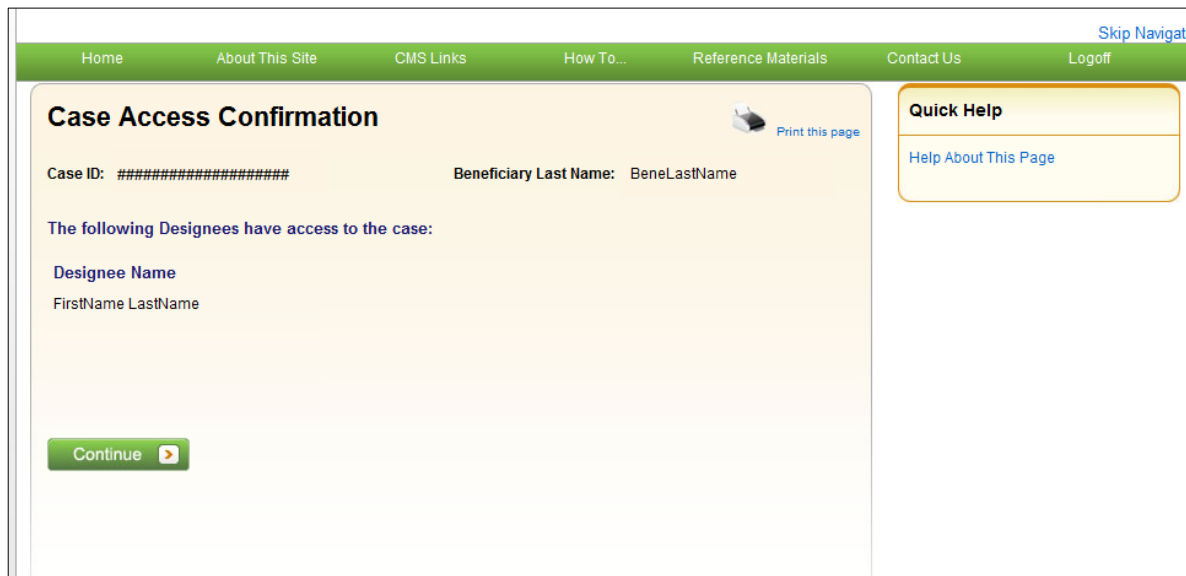 Skip Navigat
Home About This Site CMS Links How To... Reference Materials Contact Us Logoff
Case Access Confirmation
Print this page
Quick Help
Help About This Page
Case ID: #################### Beneficiary Last Name: BeneLastName
The following Designees have access to the case:
Designee Name
FirstName LastName
Continue